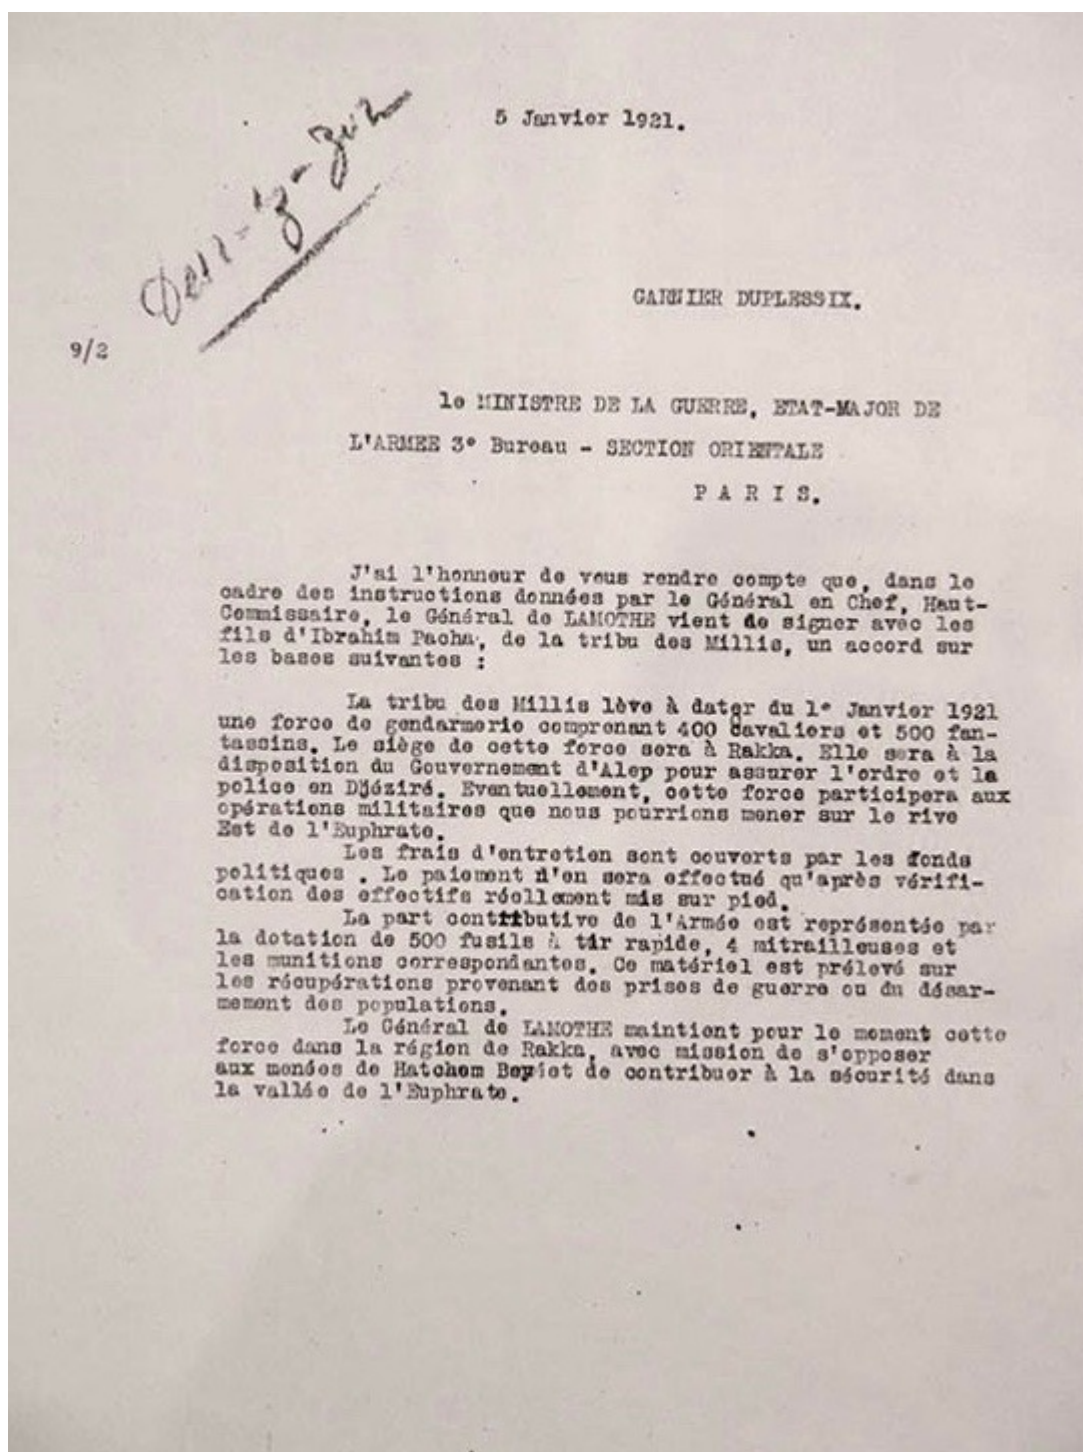 5 Janvier 1921.
Deir-Ez-Zor
GARNIER DUPLESSIX.
9/2
le MINISTRE DE LA GUERRE, ETAT-MAJOR DE
L'ARMEE 3° Bureau - SECTION ORIENTALE
P A R I S.
J'ai l'honneur de vous rendre compte que, dans le
cadre des instructions données par le Général en Chef, Haut-
Commissaire, le Général de LAMOTHE vient de signer avec les
fils d'Ibrahim Pacha, de la tribu des Millis, un accord sur
les bases suivantes :
La tribu des Millis lève à dater du 1° Janvier 1921
une force de gendarmerie comprenant 400 cavaliers et 500 fan-
tassins. Le siège de cette force sera à Rakka. Elle sera à la
disposition du Gouvernement d'Alep pour assurer l'ordre et la
police en Djéziré. Eventuellement, cette force participera aux
opérations militaires que nous pourrions mener sur le rive
Est de l'Euphrate.
Les frais d'entretien sont couverts par les fonds
politiques . Le paiement n'en sera effectué qu'après vérifi-
cation des effectifs réellement mis sur pied.
La part contributive de l'Armée est représentée par
la dotation de 500 fusils à tir rapide, 4 mitrailleuses et
les munitions correspondantes. Ce matériel est prélevé sur
les récupérations provenant des prises de guerre ou du désar-
mement des populations.
Le Général de LAMOTHE maintient pour le moment cette
force dans la région de Rakka, avec mission de s'opposer
aux menées de Hatchem Bey et de contribuer à la sécurité dans
la vallée de l'Euphrate.